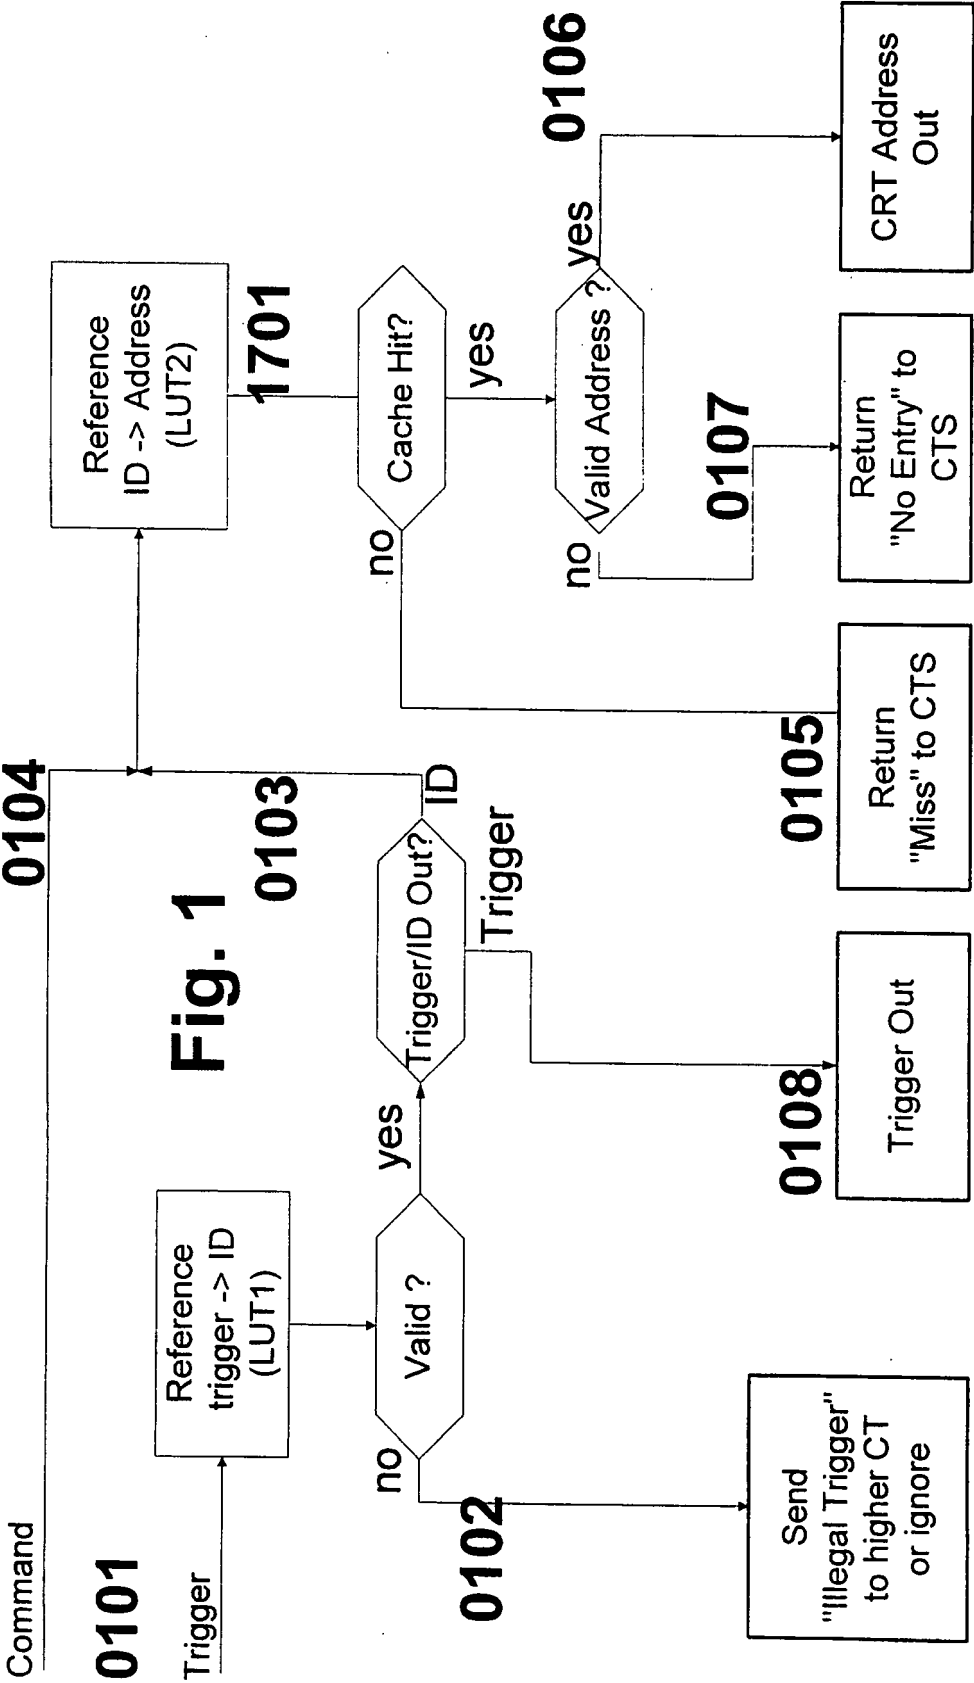 Command
0104
0101
Trigger
Reference
trigger -> ID
(LUT1)
Fig. 1
0103
Reference
ID -> Address
(LUT2)
1701
Valid ?
no
yes
Trigger/ID Out?
ID
Trigger
Cache Hit?
no
yes
Valid Address ?
no
yes
0102
0108
0105
0107
0106
Send
"Illegal Trigger"
to higher CT
or ignore
Trigger Out
Return
"Miss" to CTS
Return
"No Entry" to
CTS
CRT Address
Out